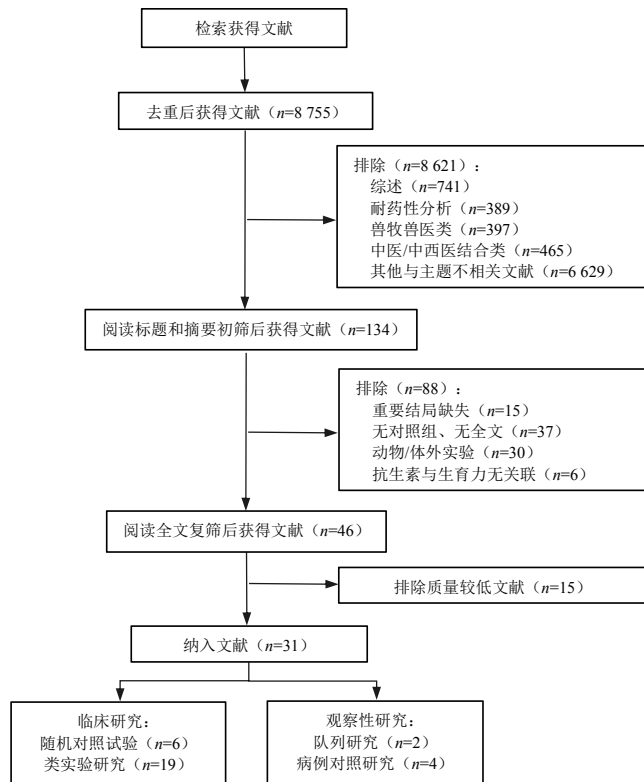 检索获得文献
去重后获得文献（n=8 755）
排除（n=8 621）：
综述（n=741）
耐药性分析（n=389）
兽牧兽医类（n=397）
中医/中西医结合类（n=465）
其他与主题不相关文献（n=6 629）
阅读标题和摘要初筛后获得文献（n=134）
排除（n=88）：
重要结局缺失（n=15）
无对照组、无全文（n=37）
动物/体外实验（n=30）
抗生素与生育力无关联（n=6）
阅读全文复筛后获得文献（n=46）
排除质量较低文献（n=15）
纳入文献（n=31）
临床研究：
随机对照试验（n=6）
类实验研究（n=19）
观察性研究：
队列研究（n=2）
病例对照研究（n=4）